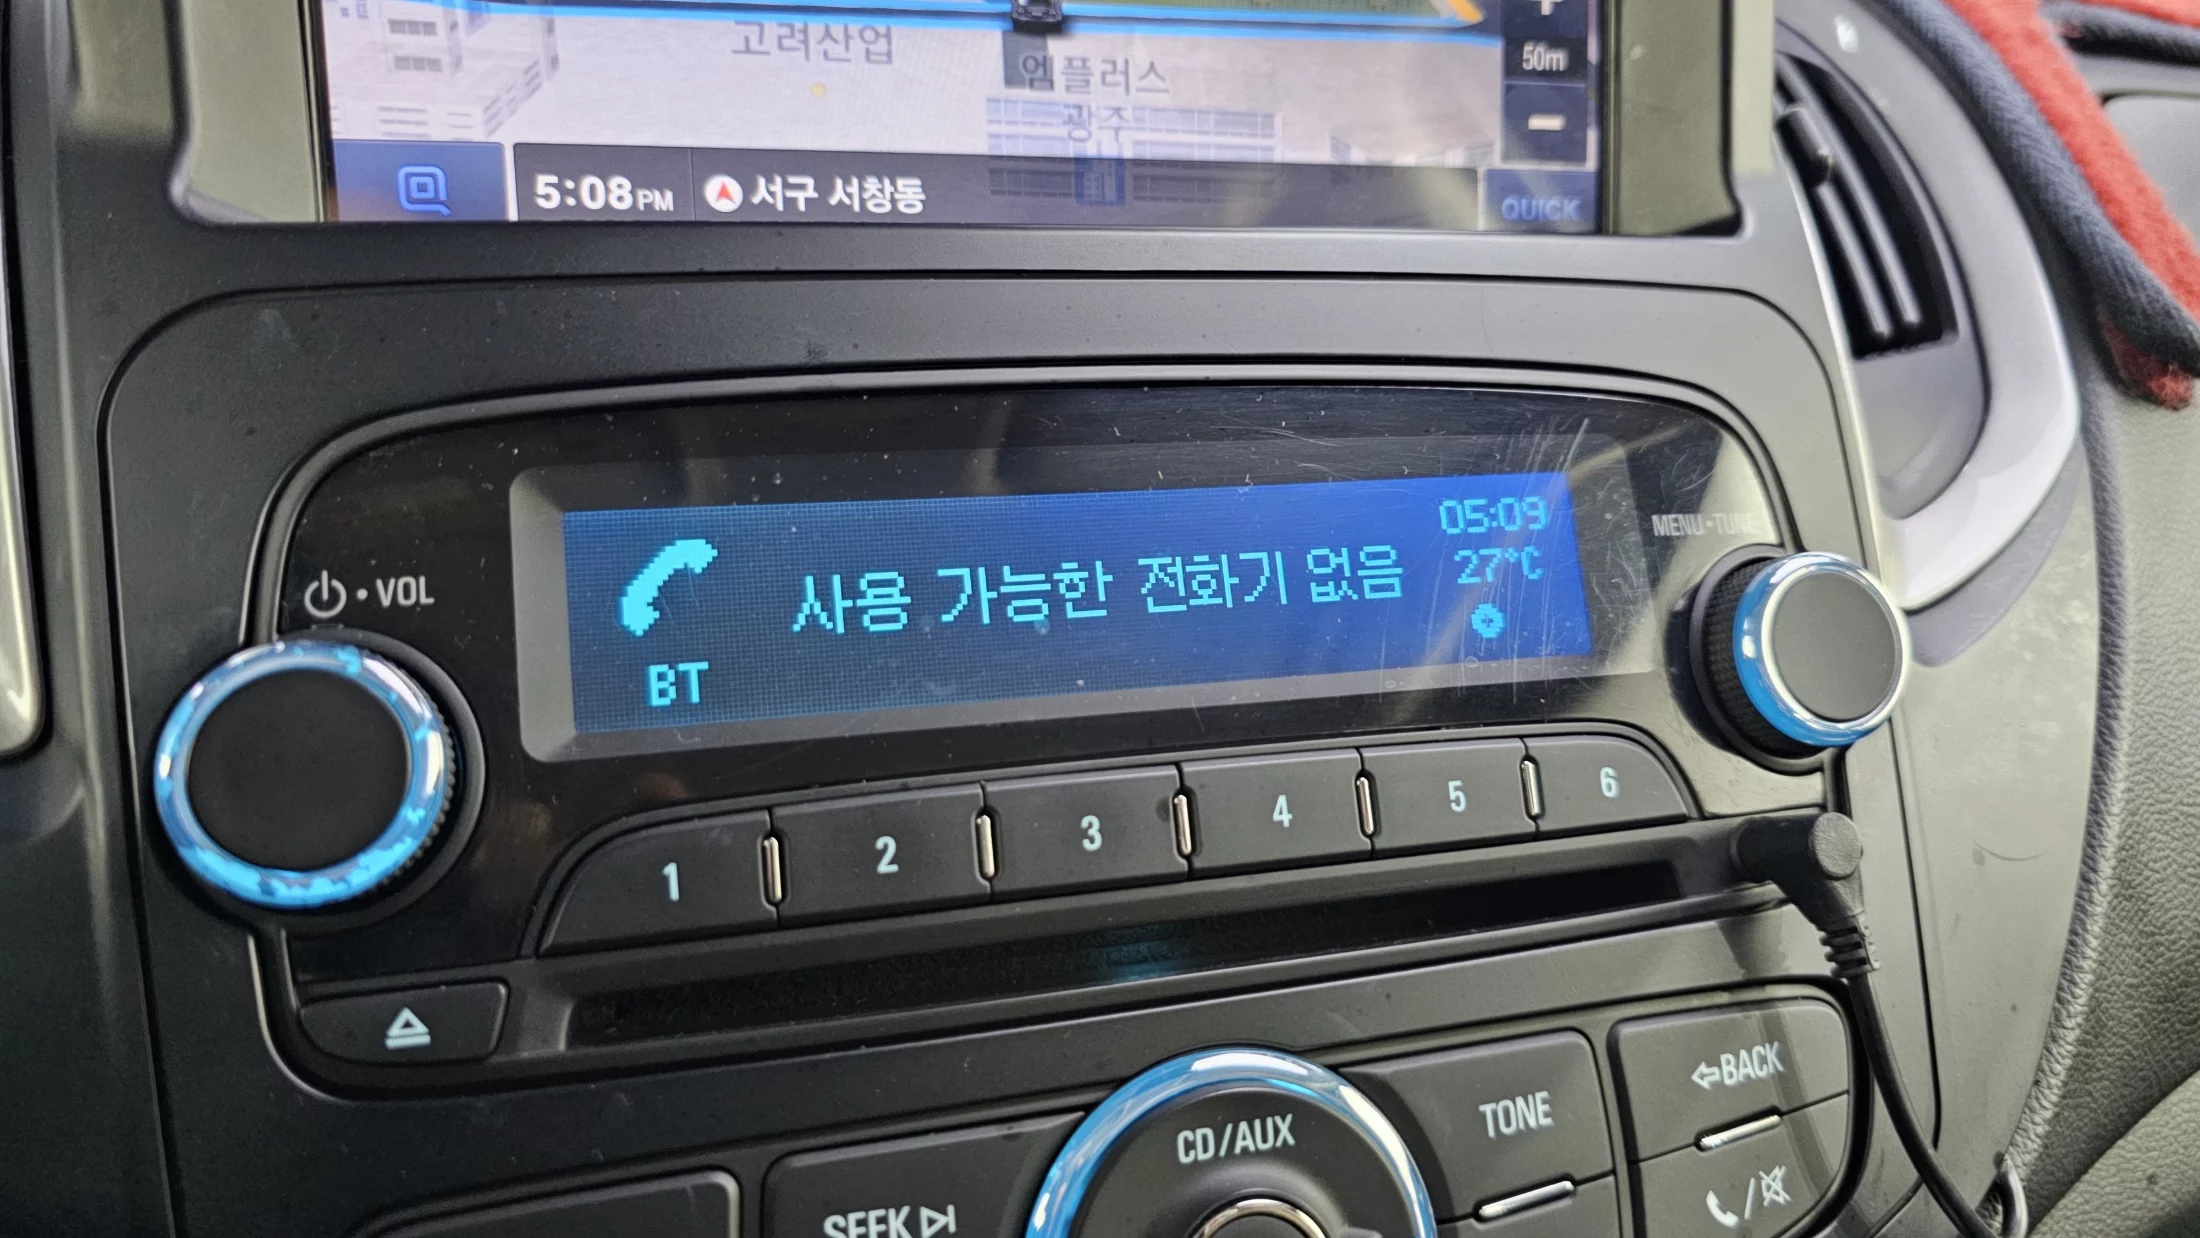 고려산업
엠플러스
광주
50m
5:08PM
서구 서창동
QUICK
05:09
27°C
사용 가능한 전화기 없음
BT
VOL
MENU·TUNE
1
2
3
4
5
6
CD/AUX
TONE
BACK
SEEK